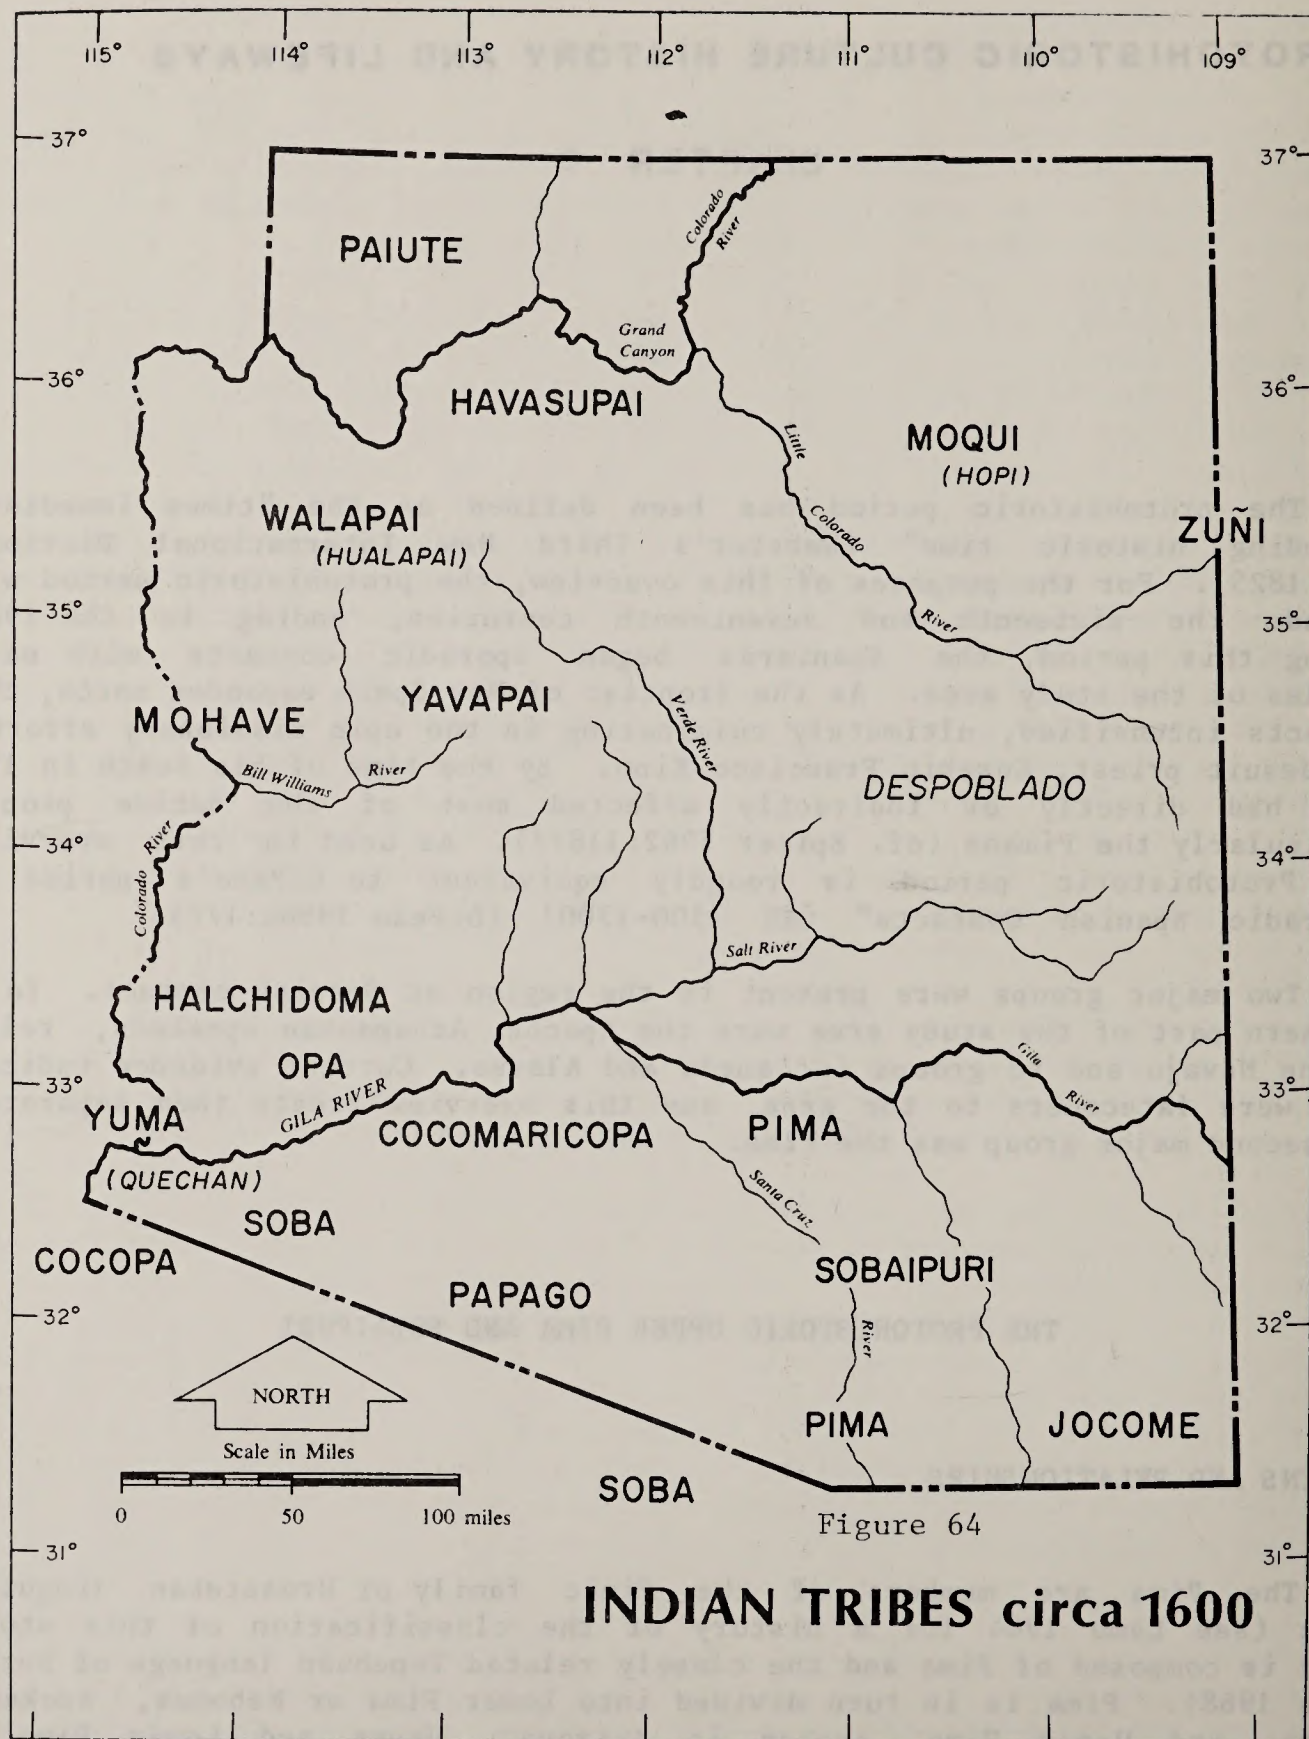 115° 114° 113° 112° 111° 110° 109°
37° 37°
PAIUTE
Colorado
River
Grand
Canyon
36° 36°
HAVASUPAI
Little
Colorado
River
MOQUI
(HOPI)
WALAPAI
(HUALAPAI)
ZUÑI
35° 35°
MOHAVE
YAVAPAI
Verde River
Bill Williams River
DESPOBLADO
34° 34°
Colorado River
Salt River
HALCHIDOMA
OPA
33° 33°
Gila
River
YUMA
GILA RIVER
COCOMARICOPA
PIMA
(QUECHAN)
Santa Cruz
River
SOBA
COCOPA
SOBAIPURI
PAPAGO
32° 32°
NORTH
PIMA
JOCOME
Scale in Miles
0 50 100 miles
SOBA
Figure 64
31° 31°
INDIAN TRIBES circa 1600